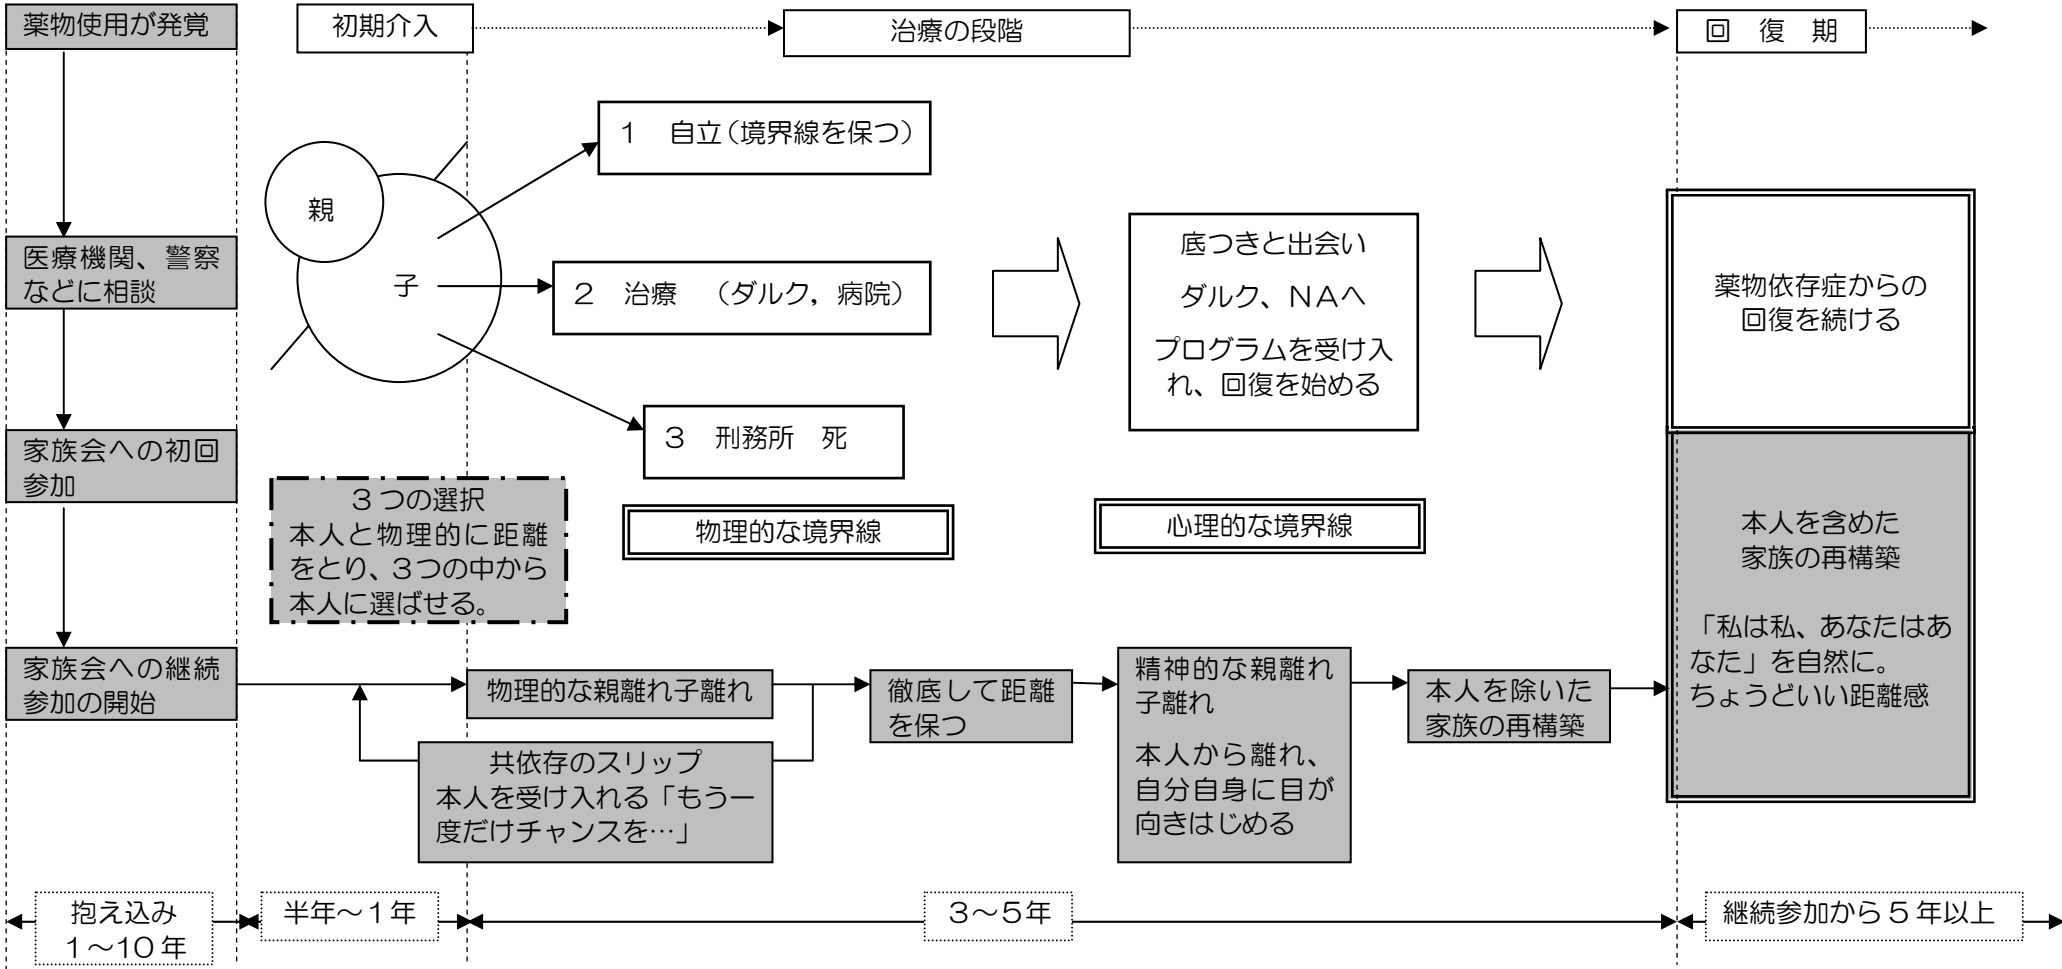 薬物使用が発覚
初期介入
治療の段階
回　復　期
1　自立（境界線を保つ）
親
子
医療機関、警察
などに相談
2　治療　（ダルク，病院）
底つきと出会い
ダルク、NAへ
プログラムを受け入
れ、回復を始める
薬物依存症からの
回復を続ける
3　刑務所　死
家族会への初回
参加
3つの選択
本人と物理的に距離
をとり、3つの中から
本人に選ばせる。
物理的な境界線
心理的な境界線
本人を含めた
家族の再構築
「私は私、あなたはあ
なた」を自然に。
ちょうどいい距離感
家族会への継続
参加の開始
物理的な親離れ子離れ
徹底して距離
を保つ
精神的な親離れ
子離れ
本人から離れ、
自分自身に目が
向きはじめる
本人を除いた
家族の再構築
共依存のスリップ
本人を受け入れる「もう一
度だけチャンスを…」
抱え込み
1～10年
半年～1年
3～5年
継続参加から5年以上